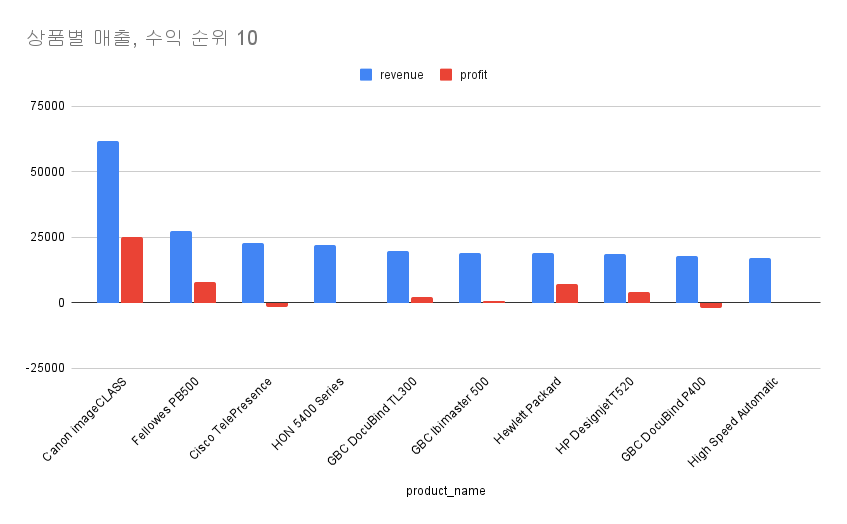 상품별 매출, 수익 순위 10
revenue
profit
75000
50000
25000
0
-25000
Canon imageCLASS
Fellowes PB500
Cisco TelePresence
HON 5400 Series
GBC DocuBind TL300
GBC Ibimaster 500
Hewlett Packard
HP Designjet T520
GBC DocuBind P400
High Speed Automatic
product_name